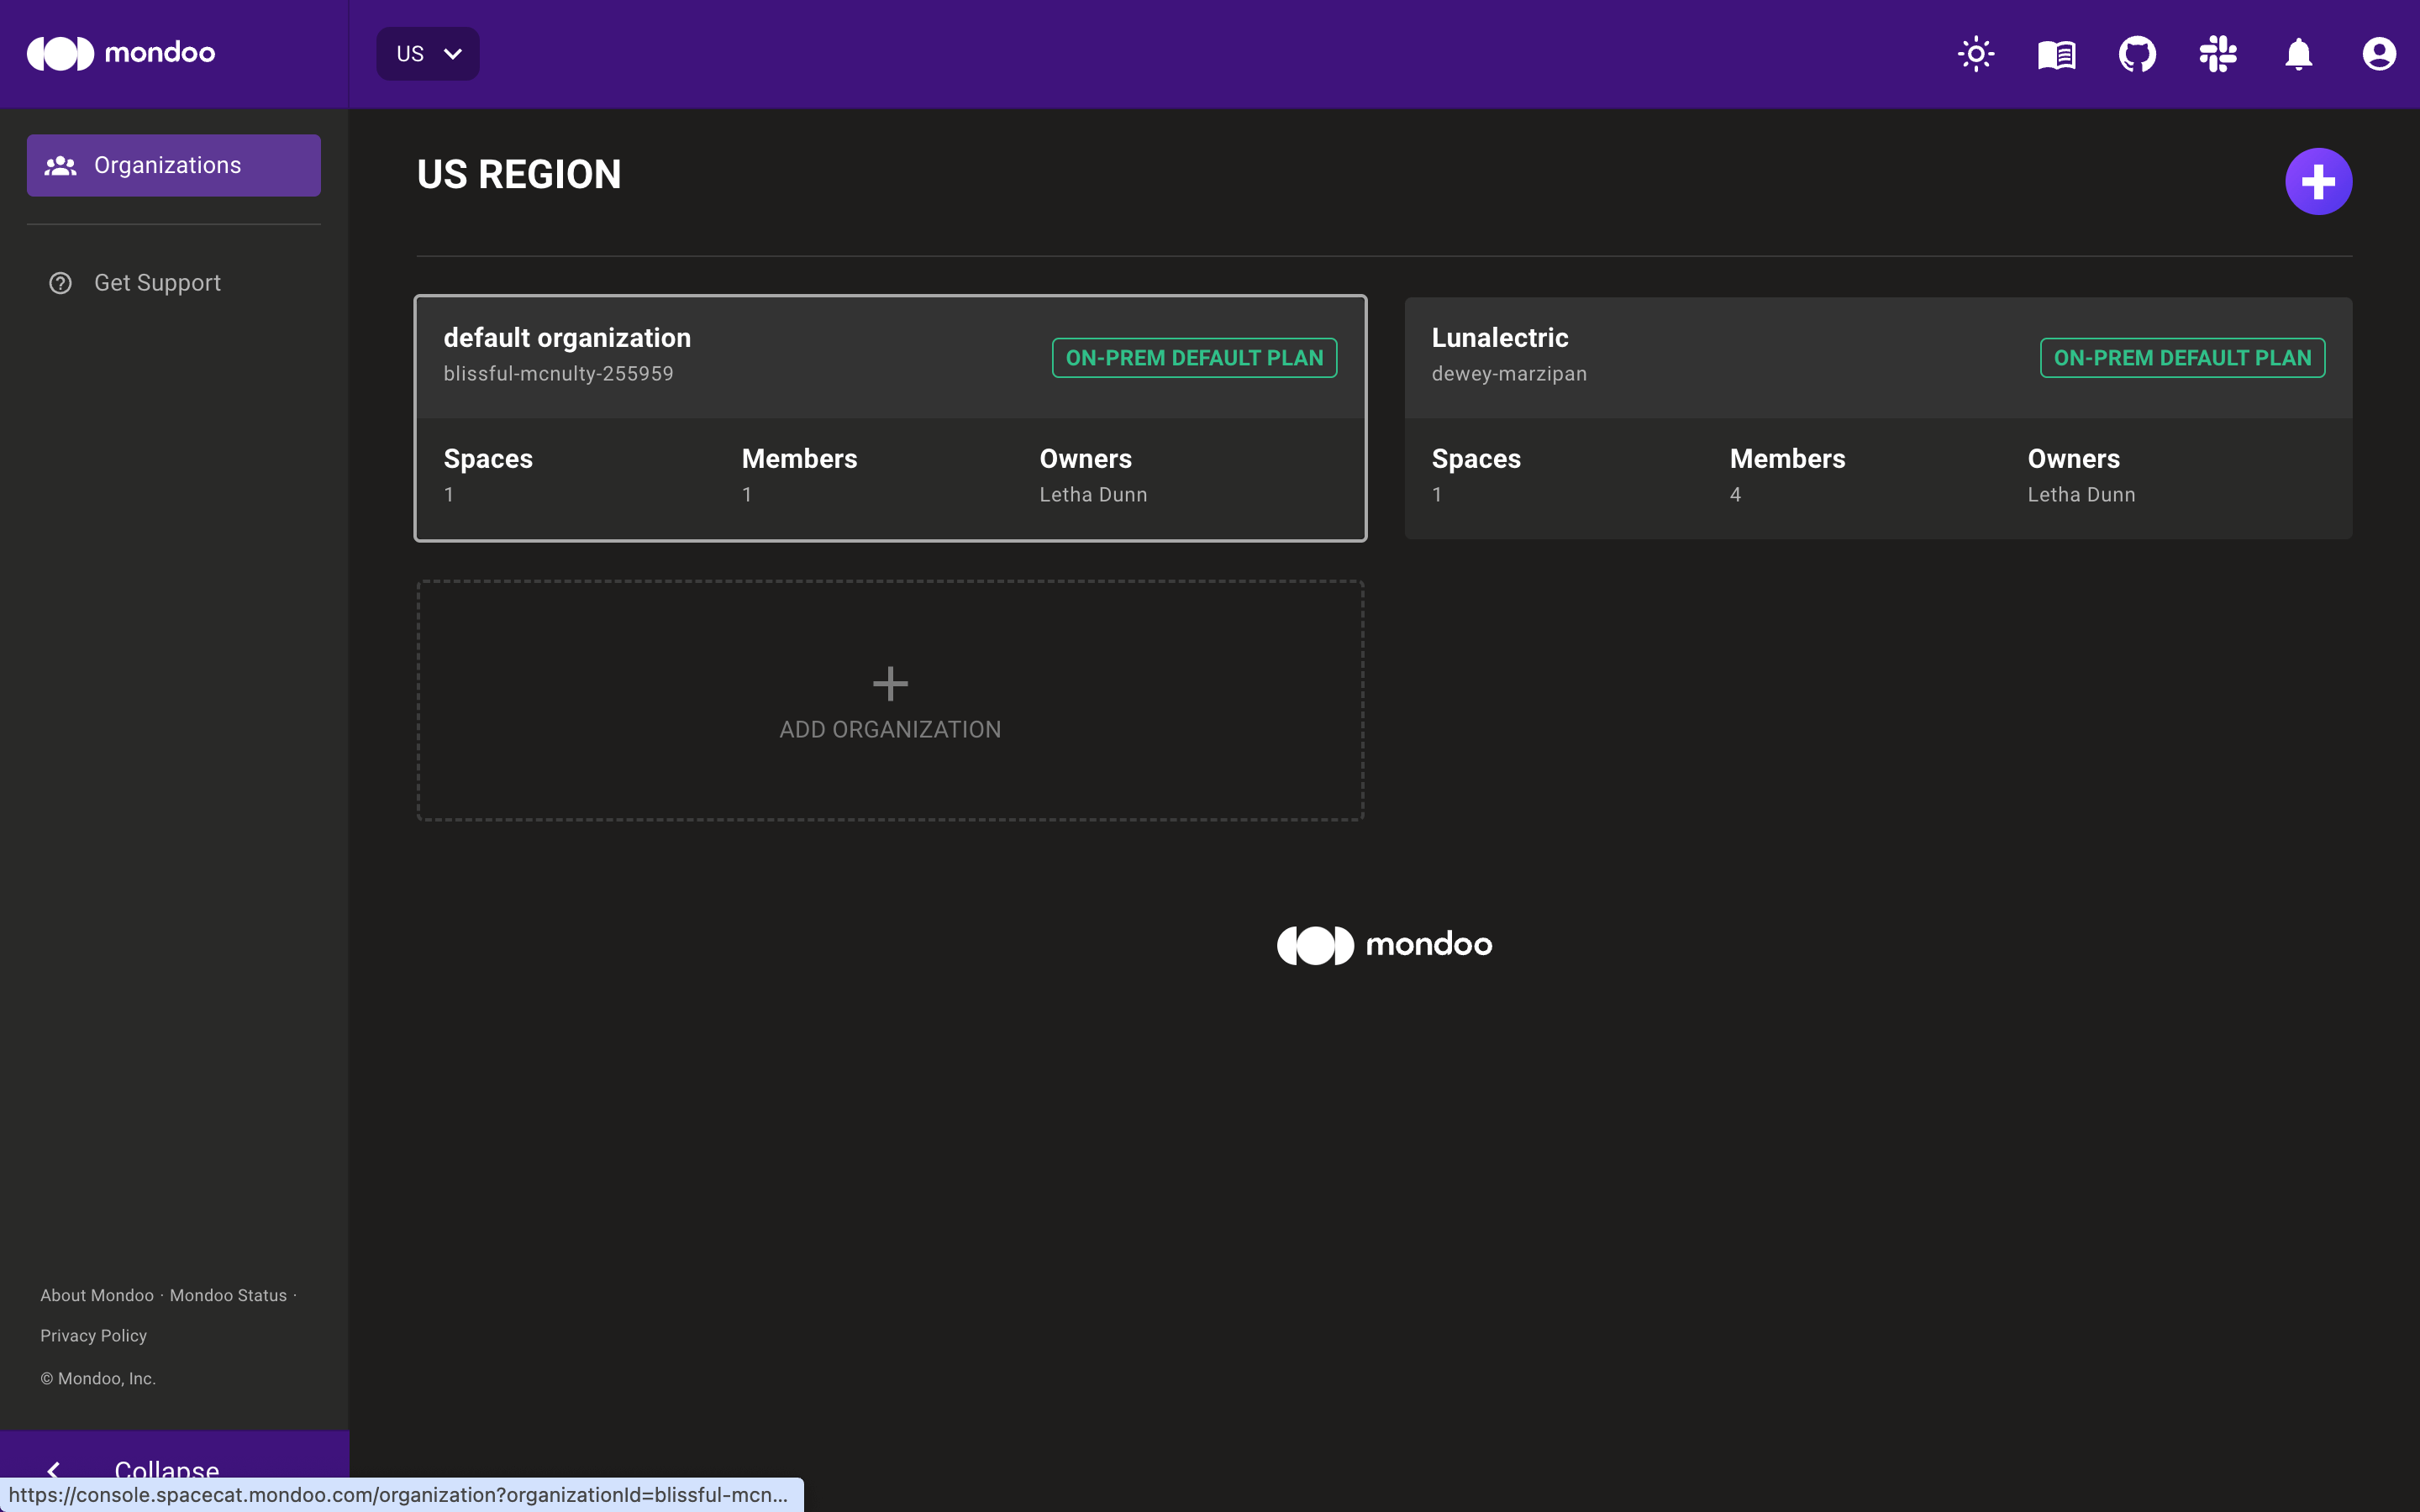 mondoo
US
Organizations
Get Support
US REGION
default organization
blissful-mcnulty-255959
ON-PREM DEFAULT PLAN
Spaces
1
Members
1
Owners
Letha Dunn
Lunalectric
dewey-marzipan
ON-PREM DEFAULT PLAN
Spaces
1
Members
4
Owners
Letha Dunn
ADD ORGANIZATION
mondoo
About Mondoo · Mondoo Status ·
Privacy Policy
© Mondoo, Inc.
Collapse
https://console.spacecat.mondoo.com/organization?organizationId=blissful-mcn...